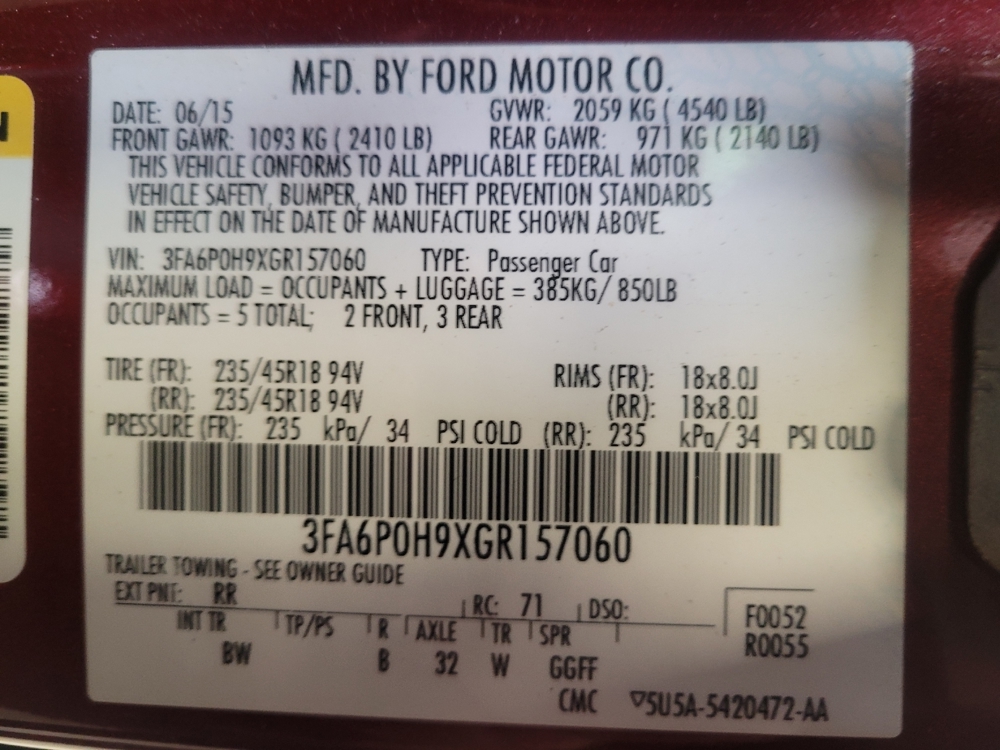 MFD. BY FORD MOTOR CO.
DATE: 06/15 GVWR: 2059 KG ( 4540 LB)
FRONT GAWR: 1093 KG ( 2410 LB) REAR GAWR: 971 KG ( 2140 LB)
THIS VEHICLE CONFORMS TO ALL APPLICABLE FEDERAL MOTOR
VEHICLE SAFETY, BUMPER, AND THEFT PREVENTION STANDARDS
IN EFFECT ON THE DATE OF MANUFACTURE SHOWN ABOVE.
VIN: 3FA6P0H9XGR157060 TYPE: Passenger Car
MAXIMUM LOAD = OCCUPANTS + LUGGAGE = 385KG/ 850LB
OCCUPANTS = 5 TOTAL; 2 FRONT, 3 REAR
TIRE (FR): 235/45R18 94V RIMS (FR): 18x8.0J
(RR): 235/45R18 94V (RR): 18x8.0J
PRESSURE (FR): 235 kPa/ 34 PSI COLD (RR): 235 kPa/ 34 PSI COLD
3FA6P0H9XGR157060
TRAILER TOWING - SEE OWNER GUIDE
EXT PNT: RR RC: 71 DSO: F0052
INT TR TP/PS R AXLE TR SPR R0055
BW B 32 W GGFF
CMC ▽5U5A-5420472-AA